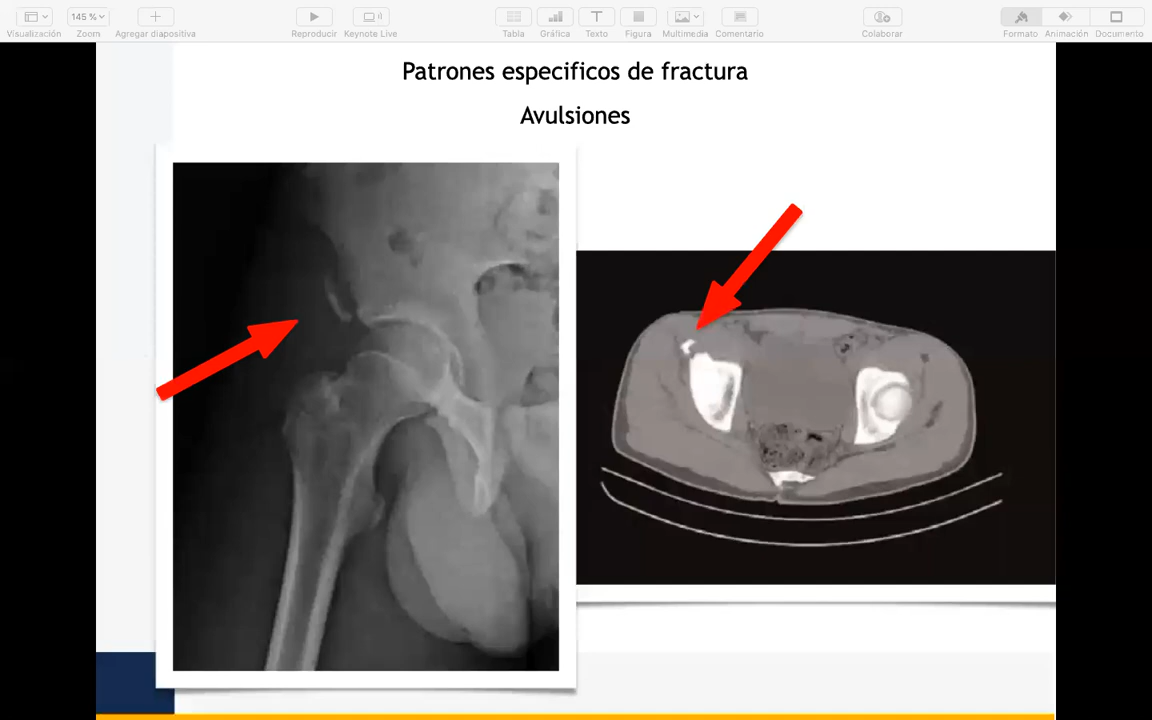 145 %
Visualización
Zoom
Agregar diapositiva
Reproducir
Keynote Live
Tabla
Gráfica
Texto
Figura
Multimedia
Comentario
Colaborar
Formato
Animación
Documento
Patrones especificos de fractura
Avulsiones